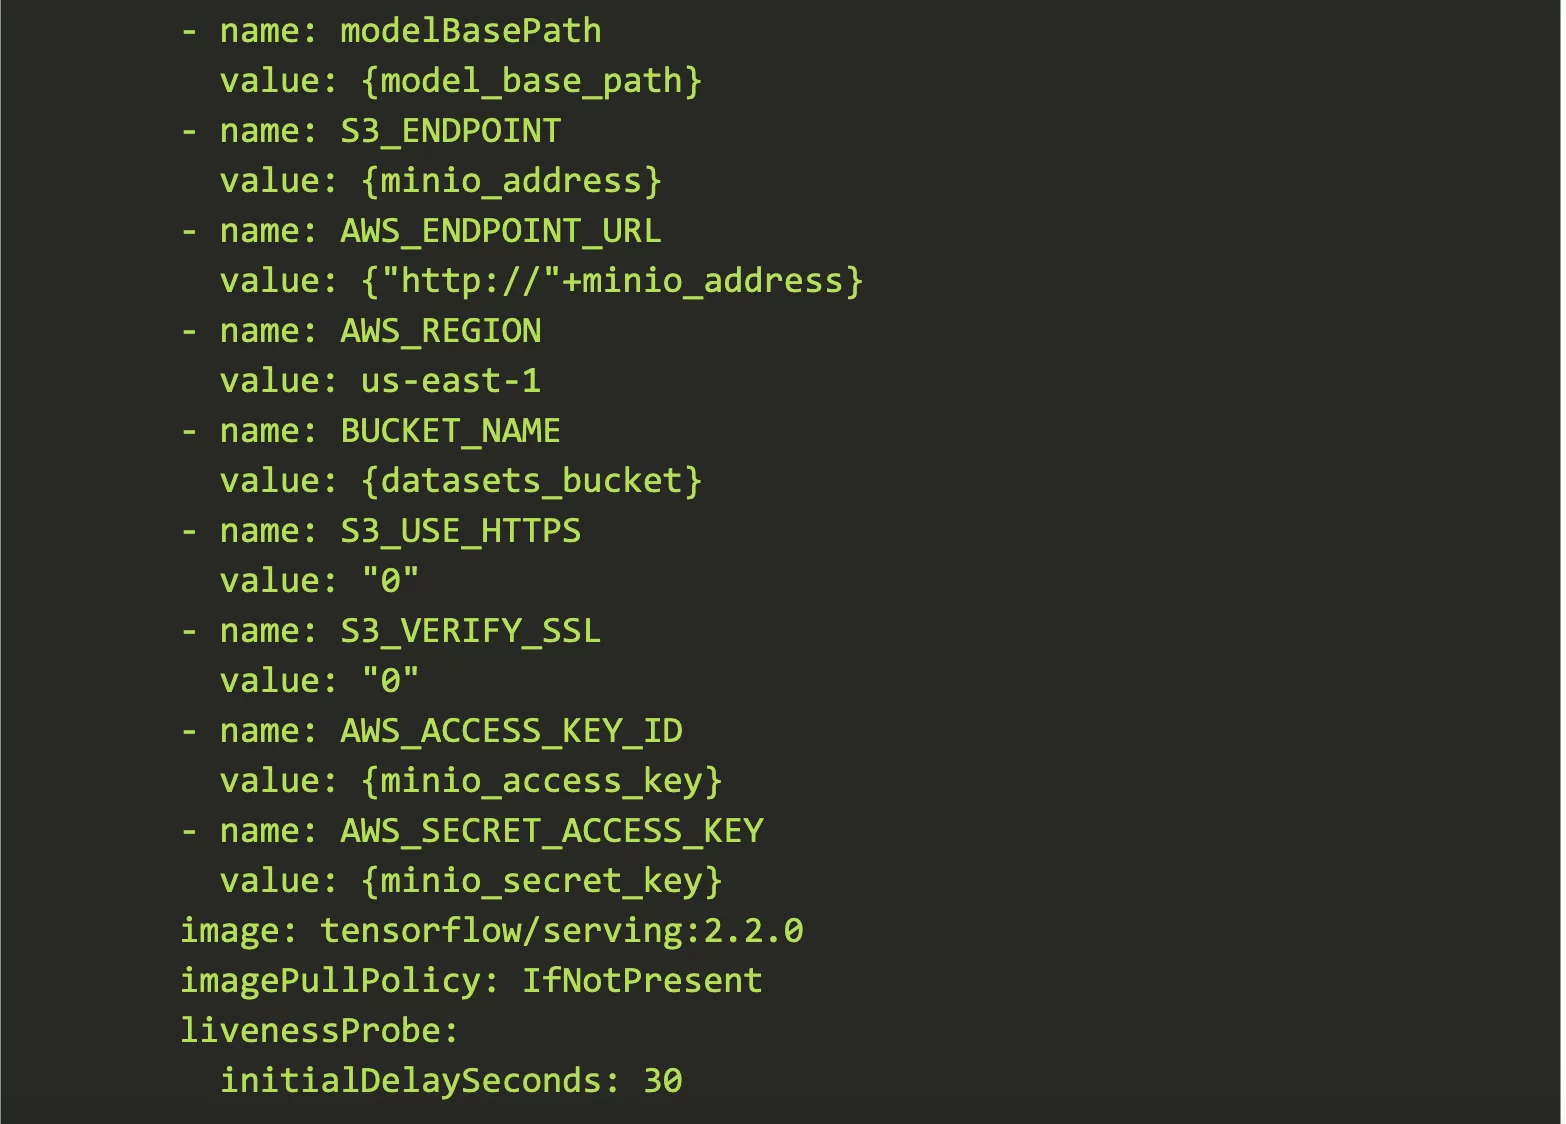 - name: modelBasePath
  value: {model_base_path}
- name: S3_ENDPOINT
  value: {minio_address}
- name: AWS_ENDPOINT_URL
  value: {"http://"+minio_address}
- name: AWS_REGION
  value: us-east-1
- name: BUCKET_NAME
  value: {datasets_bucket}
- name: S3_USE_HTTPS
  value: "0"
- name: S3_VERIFY_SSL
  value: "0"
- name: AWS_ACCESS_KEY_ID
  value: {minio_access_key}
- name: AWS_SECRET_ACCESS_KEY
  value: {minio_secret_key}
image: tensorflow/serving:2.2.0
imagePullPolicy: IfNotPresent
livenessProbe:
  initialDelaySeconds: 30